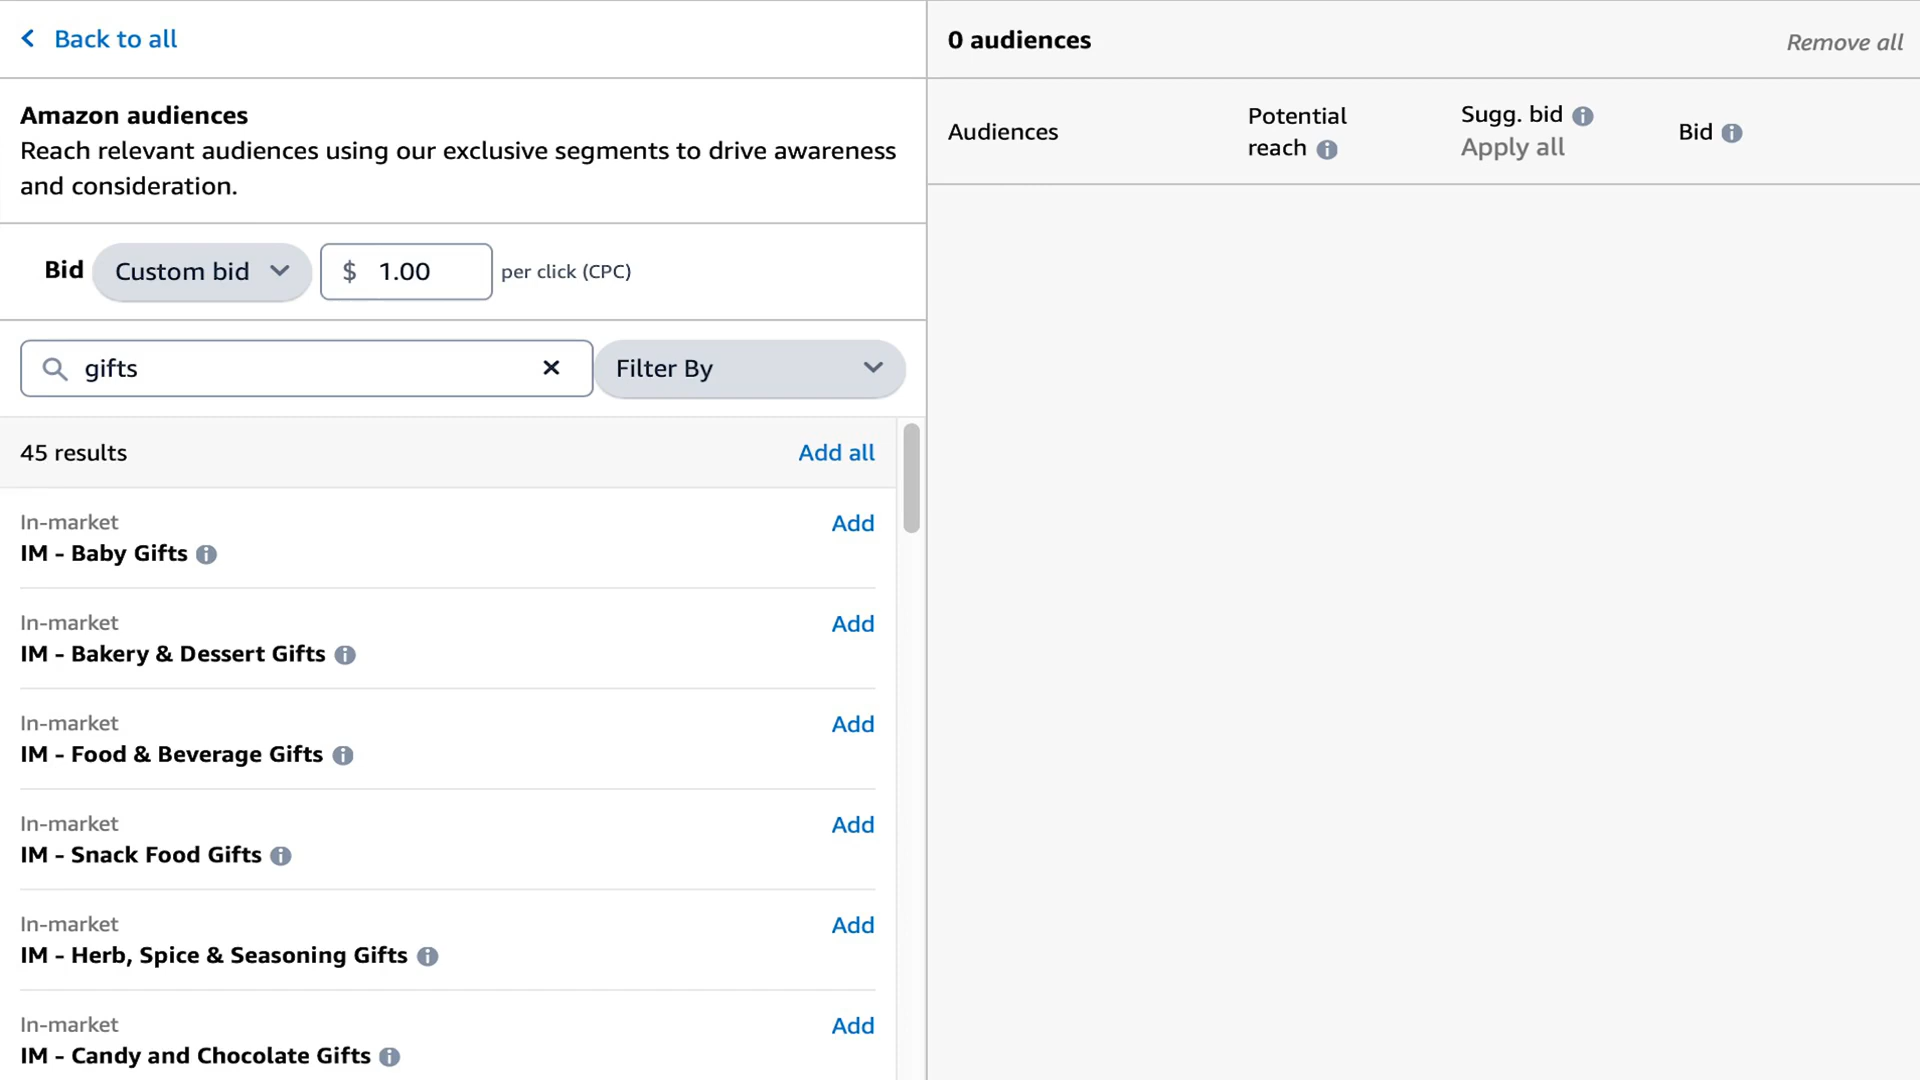 Back to all
0 audiences
Remove all
Amazon audiences
Reach relevant audiences using our exclusive segments to drive awareness
and consideration.
Audiences
Potential
reach
Sugg. bid
Apply all
Bid
Bid
Custom bid
$ 1.00
per click (CPC)
gifts
Filter By
45 results
Add all
In-market
Add
IM - Baby Gifts
In-market
Add
IM - Bakery & Dessert Gifts
In-market
Add
IM - Food & Beverage Gifts
In-market
Add
IM - Snack Food Gifts
In-market
Add
IM - Herb, Spice & Seasoning Gifts
In-market
Add
IM - Candy and Chocolate Gifts